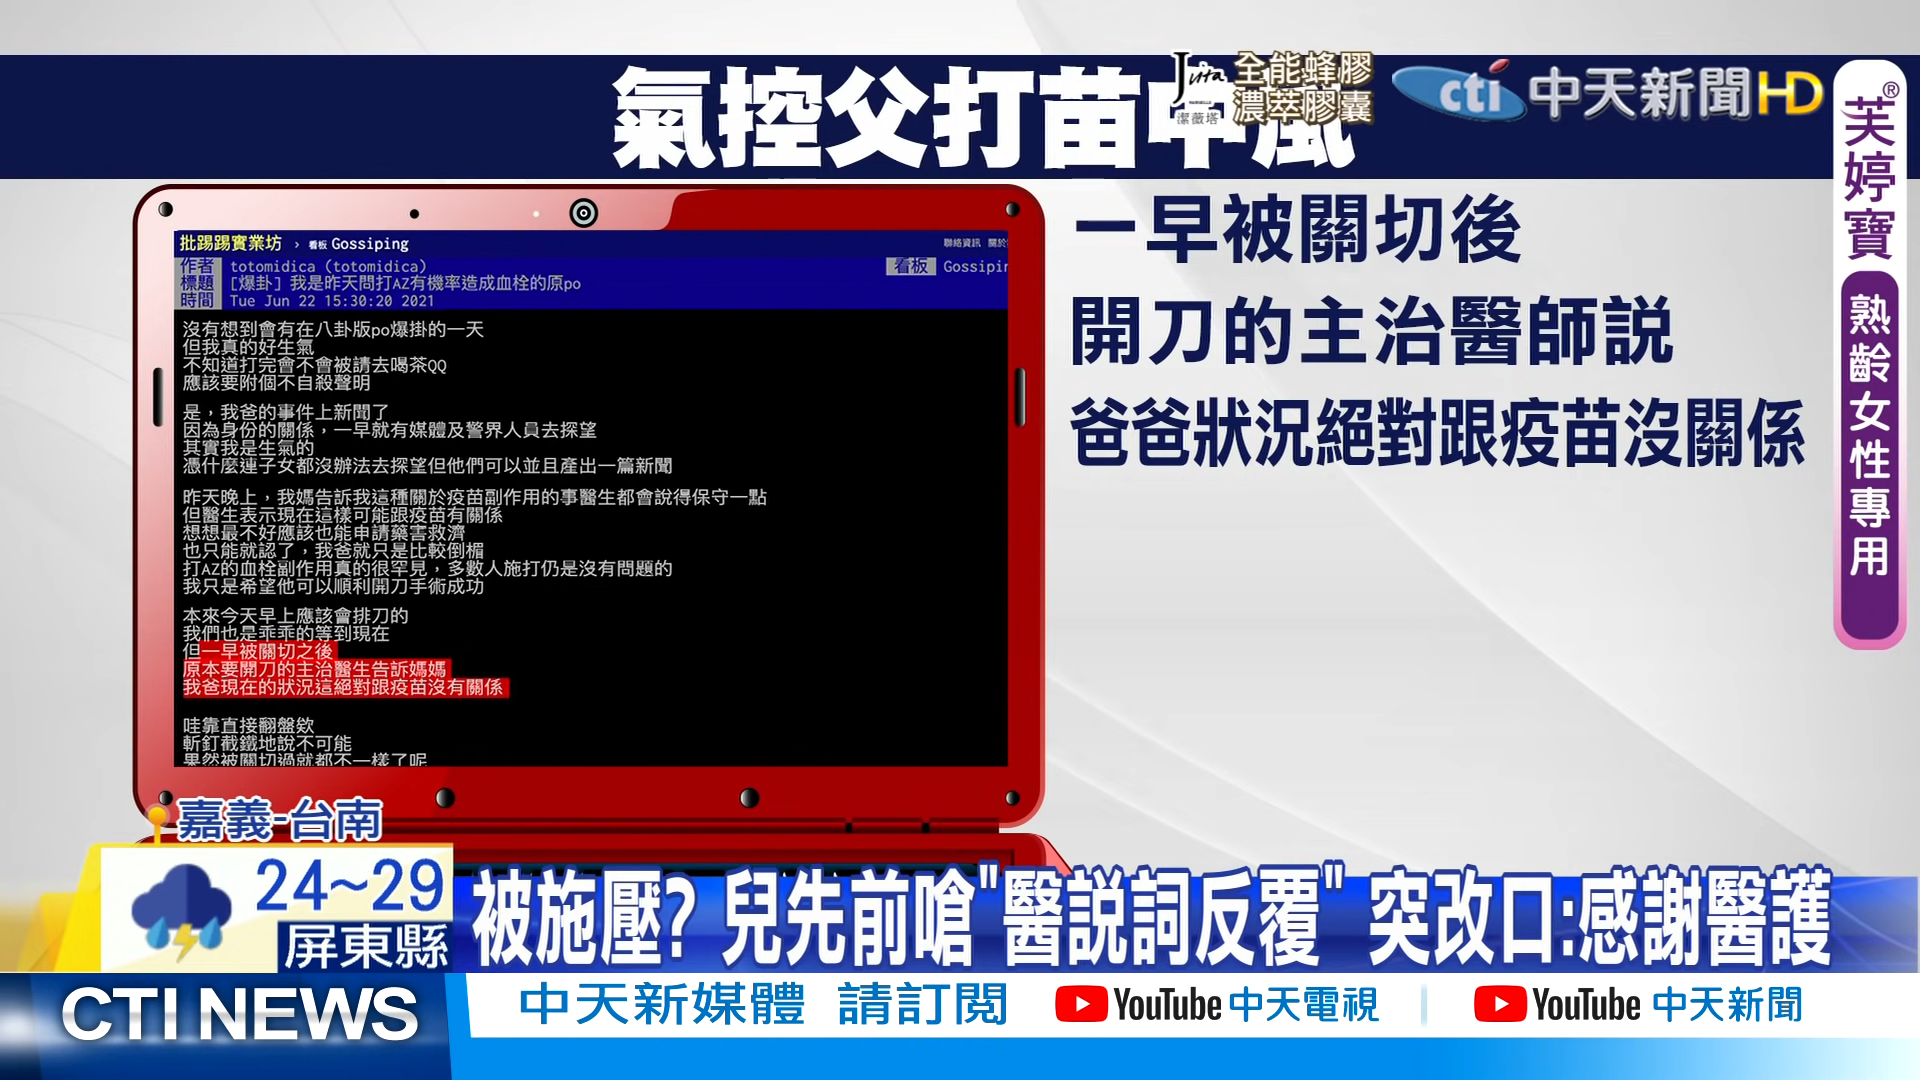 氣控父打苗中風
Juta
MARSEILLE
潔薇塔
全能蜂膠
濃萃膠囊
cti 中天新聞HD
芙婷寶®
熟齡女性專用
批踢踢實業坊 › 看板 Gossiping
聯絡資訊 關於
作者 totomidica (totomidica)
看板 Gossipin
標題 [爆卦] 我是昨天問打AZ有機率造成血栓的原po
時間 Tue Jun 22 15:30:20 2021
沒有想到會有在八卦版po爆掛的一天
但我真的好生氣
不知道打完會不會被請去喝茶QQ
應該要附個不自殺聲明
是，我爸的事件上新聞了
因為身份的關係，一早就有媒體及警界人員去探望
其實我是生氣的
憑什麼連子女都沒辦法去探望但他們可以並且產出一篇新聞
昨天晚上，我媽告訴我這種關於疫苗副作用的事醫生都會說得保守一點
但醫生表示現在這樣可能跟疫苗有關係
想想最不好應該也能申請藥害救濟
也只能就認了，我爸就只是比較倒楣
打AZ的血栓副作用真的很罕見，多數人施打仍是沒有問題的
我只是希望他可以順利開刀手術成功
本來今天早上應該會排刀的
我們也是乖乖的等到現在
但一早被關切之後
原本要開刀的主治醫生告訴媽媽
我爸現在的狀況這絕對跟疫苗沒有關係
哇靠直接翻盤欸
斬釘截鐵地說不可能
果然被關切過就都不一樣了呢
一早被關切後
開刀的主治醫師説
爸爸狀況絕對跟疫苗沒關係
嘉義-台南
24~29
屏東縣
被施壓? 兒先前嗆"醫説詞反覆" 突改口:感謝醫護
CTI NEWS
中天新媒體 請訂閱
YouTube 中天電視
YouTube 中天新聞